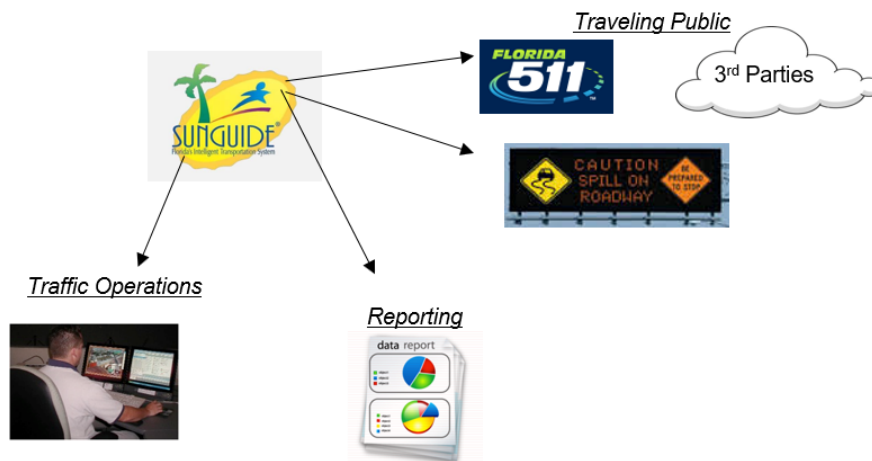 Traveling Public
FLORIDA
511
TM
3rd Parties
SUNGUIDE®
Florida's Intelligent Transportation System
CAUTION
SPILL ON
ROADWAY
BE
PREPARED
TO STOP
Traffic Operations
Reporting
data report